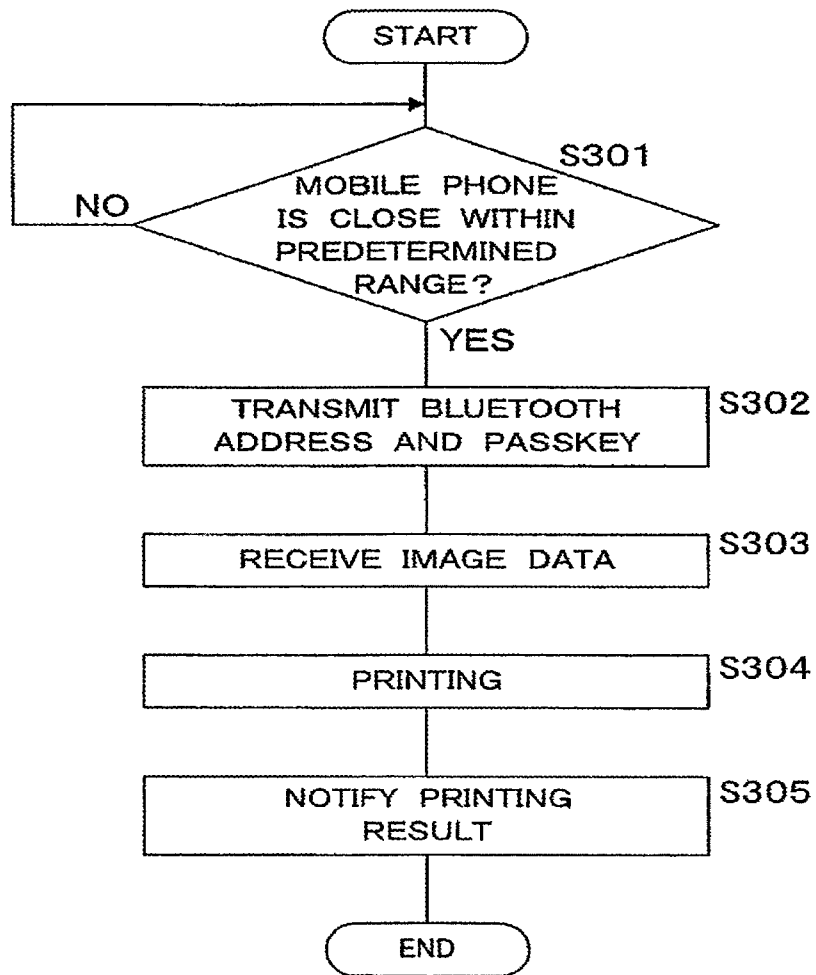 START
S301
MOBILE PHONE
IS CLOSE WITHIN
PREDETERMINED
RANGE?
NO
YES
TRANSMIT BLUETOOTH
ADDRESS AND PASSKEY
S302
RECEIVE IMAGE DATA
S303
PRINTING
S304
NOTIFY PRINTING
RESULT
S305
END